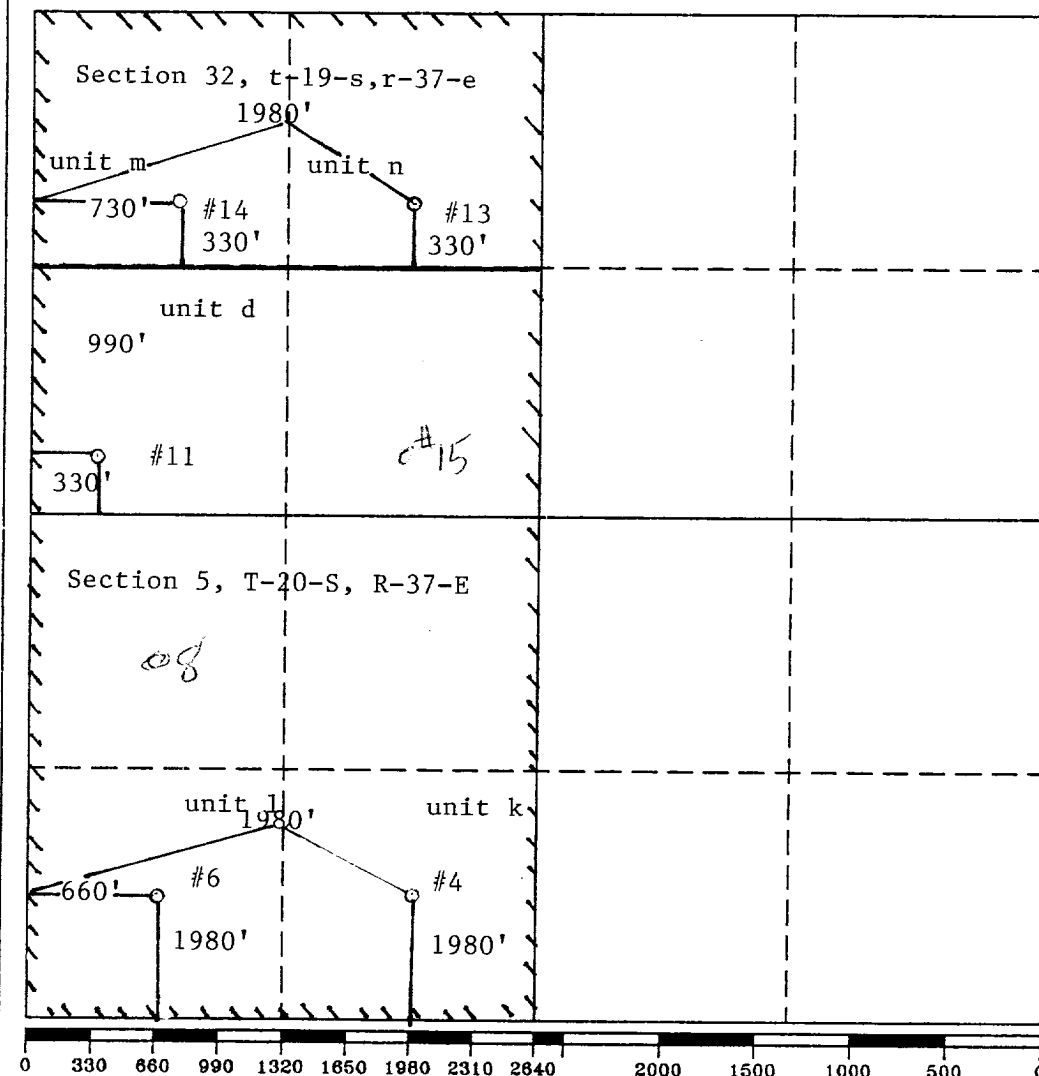 Section 32, t-19-s,r-37-e
1980'
unit m
unit n
730'
#14
#13
330'
330'
unit d
990'
#15
#11
330'
Section 5, T-20-S, R-37-E
08
unit l
1980'
unit k
#6
#4
660'
1980'
1980'
0 330 660 990 1320 1650 1980 2310 2640 2000 1500 1000 500 0